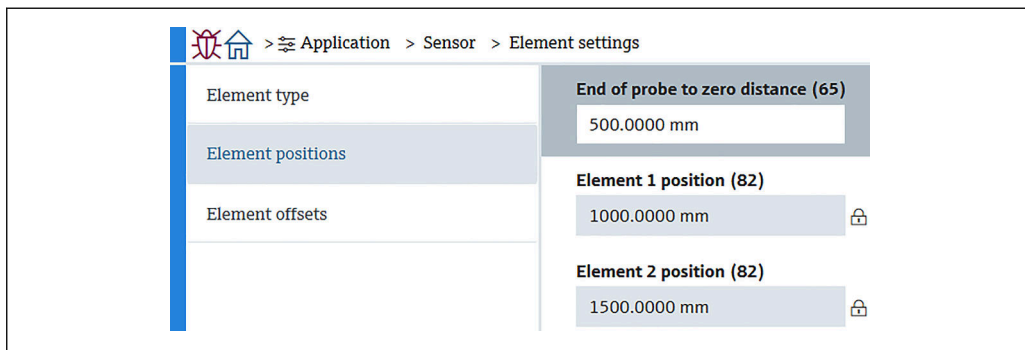 > Application > Sensor > Element settings
Element type
Element positions
Element offsets
End of probe to zero distance (65)
500.0000 mm
Element 1 position (82)
1000.0000 mm
Element 2 position (82)
1500.0000 mm